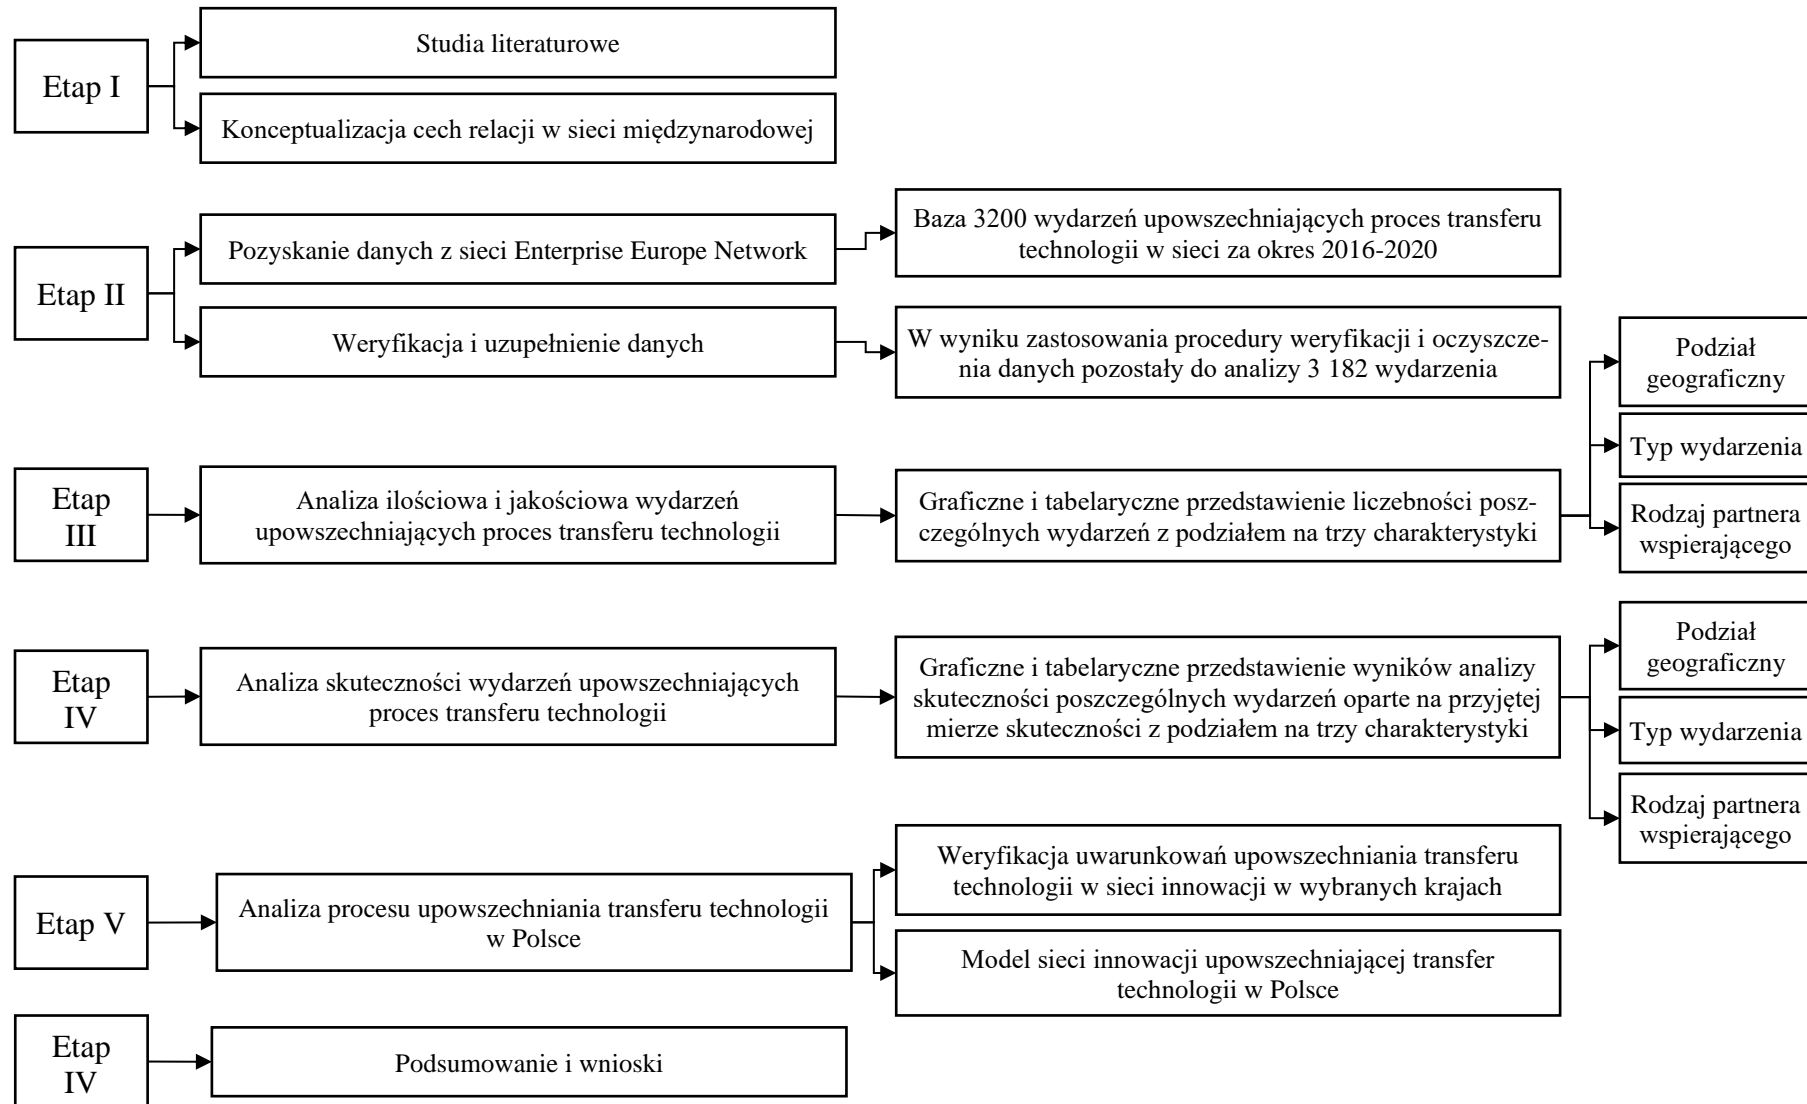 Etap I
Studia literaturowe
Konceptualizacja cech relacji w sieci międzynarodowej
Etap II
Pozyskanie danych z sieci Enterprise Europe Network
Baza 3200 wydarzeń upowszechniających proces transferu
technologii w sieci za okres 2016-2020
Weryfikacja i uzupełnienie danych
W wyniku zastosowania procedury weryfikacji i oczyszcze-
nia danych pozostały do analizy 3 182 wydarzenia
Etap
III
Analiza ilościowa i jakościowa wydarzeń
upowszechniających proces transferu technologii
Graficzne i tabelaryczne przedstawienie liczebności posz-
czególnych wydarzeń z podziałem na trzy charakterystyki
Podział
geograficzny
Typ wydarzenia
Rodzaj partnera
wspierającego
Etap
IV
Analiza skuteczności wydarzeń upowszechniających
proces transferu technologii
Graficzne i tabelaryczne przedstawienie wyników analizy
skuteczności poszczególnych wydarzeń oparte na przyjętej
mierze skuteczności z podziałem na trzy charakterystyki
Podział
geograficzny
Typ wydarzenia
Rodzaj partnera
wspierającego
Etap V
Analiza procesu upowszechniania transferu technologii
w Polsce
Weryfikacja uwarunkowań upowszechniania transferu
technologii w sieci innowacji w wybranych krajach
Model sieci innowacji upowszechniającej transfer
technologii w Polsce
Etap
IV
Podsumowanie i wnioski